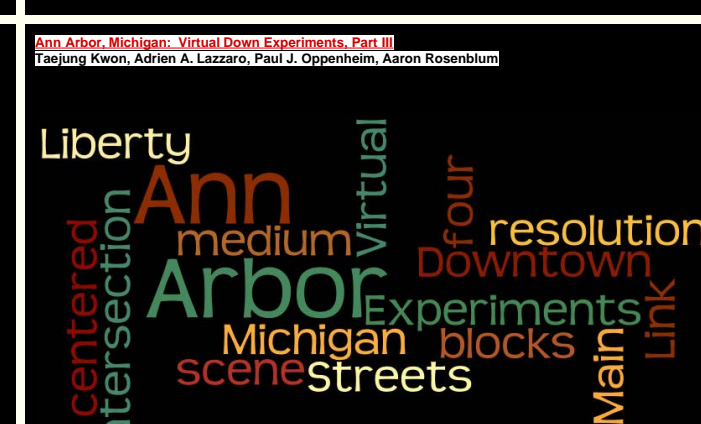 Ann Arbor, Michigan: Virtual Down Experiments, Part III
Taejung Kwon, Adrien A. Lazzaro, Paul J. Oppenheim, Aaron Rosenblum
Liberty
Virtual
Ann
four
resolution
medium
Downtown
centered
tersection
Arbor
Experiments
Link
Michigan
blocks
Main
scene
Streets